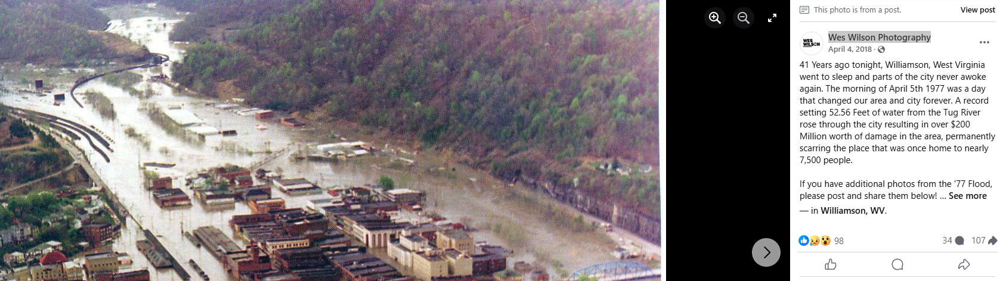 This photo is from a post.
View post
WES
WILSON
Wes Wilson Photography
April 4, 2018 ·
41 Years ago tonight, Williamson, West Virginia
went to sleep and parts of the city never awoke
again. The morning of April 5th 1977 was a day
that changed our area and city forever. A record
setting 52.56 Feet of water from the Tug River
rose through the city resulting in over $200
Million worth of damage in the area, permanently
scarring the place that was once home to nearly
7,500 people.
If you have additional photos from the '77 Flood,
please post and share them below! ... See more
— in Williamson, WV.
98
34
107